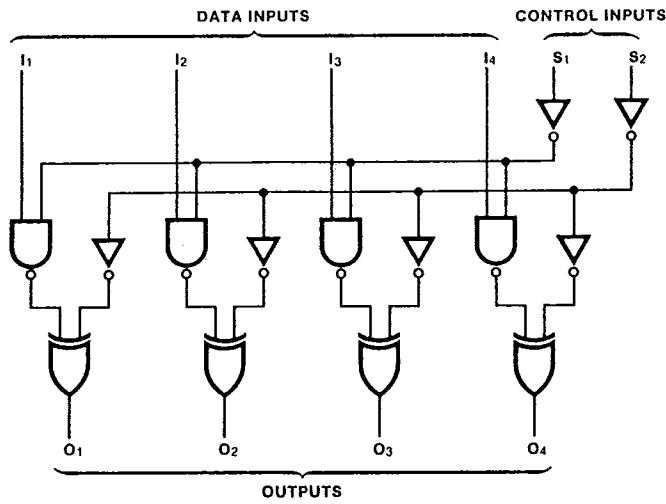 DATA INPUTS
CONTROL INPUTS
I1 I2 I3 I4 S1 S2
O1 O2 O3 O4
OUTPUTS